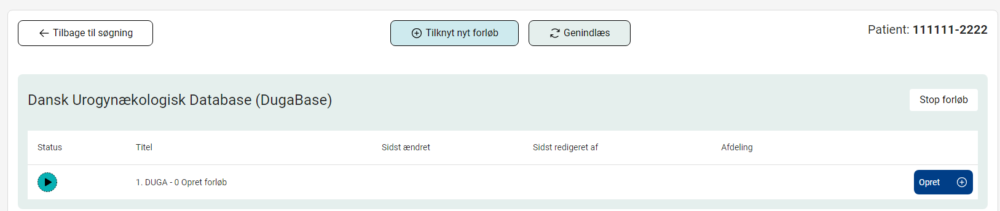 Tilbage til søgning
Tilknyt nyt forløb
Genindlæs
Patient: 111111-2222
Dansk Urogynækologisk Database (DugaBase)
Stop forløb
Status Titel Sidst ændret Sidst redigeret af Afdeling
1. DUGA - 0 Opret forløb
Opret